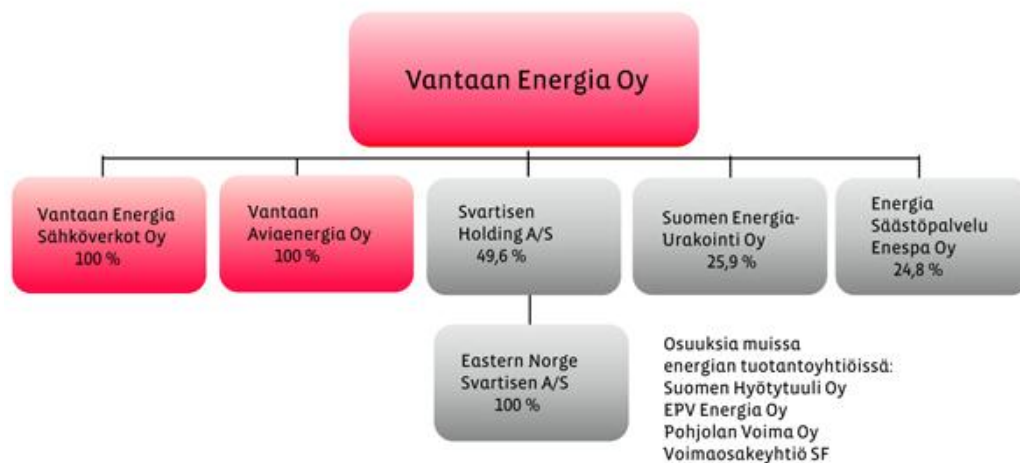 Vantaan Energia Oy
Vantaan Energia
Sähköverkot Oy
100 %
Vantaan
Aviaenergia Oy
100 %
Svartisen
Holding A/S
49,6 %
Suomen Energia-
Urakointi Oy
25,9 %
Energia
Säästöpalvelu
Enespa Oy
24,8 %
Eastern Norge
Svartisen A/S
100 %
Osuuksia muissa
energian tuotantoyhtiöissä:
Suomen Hyötytuuli Oy
EPV Energia Oy
Pohjolan Voima Oy
Voimaosakeyhtiö SF